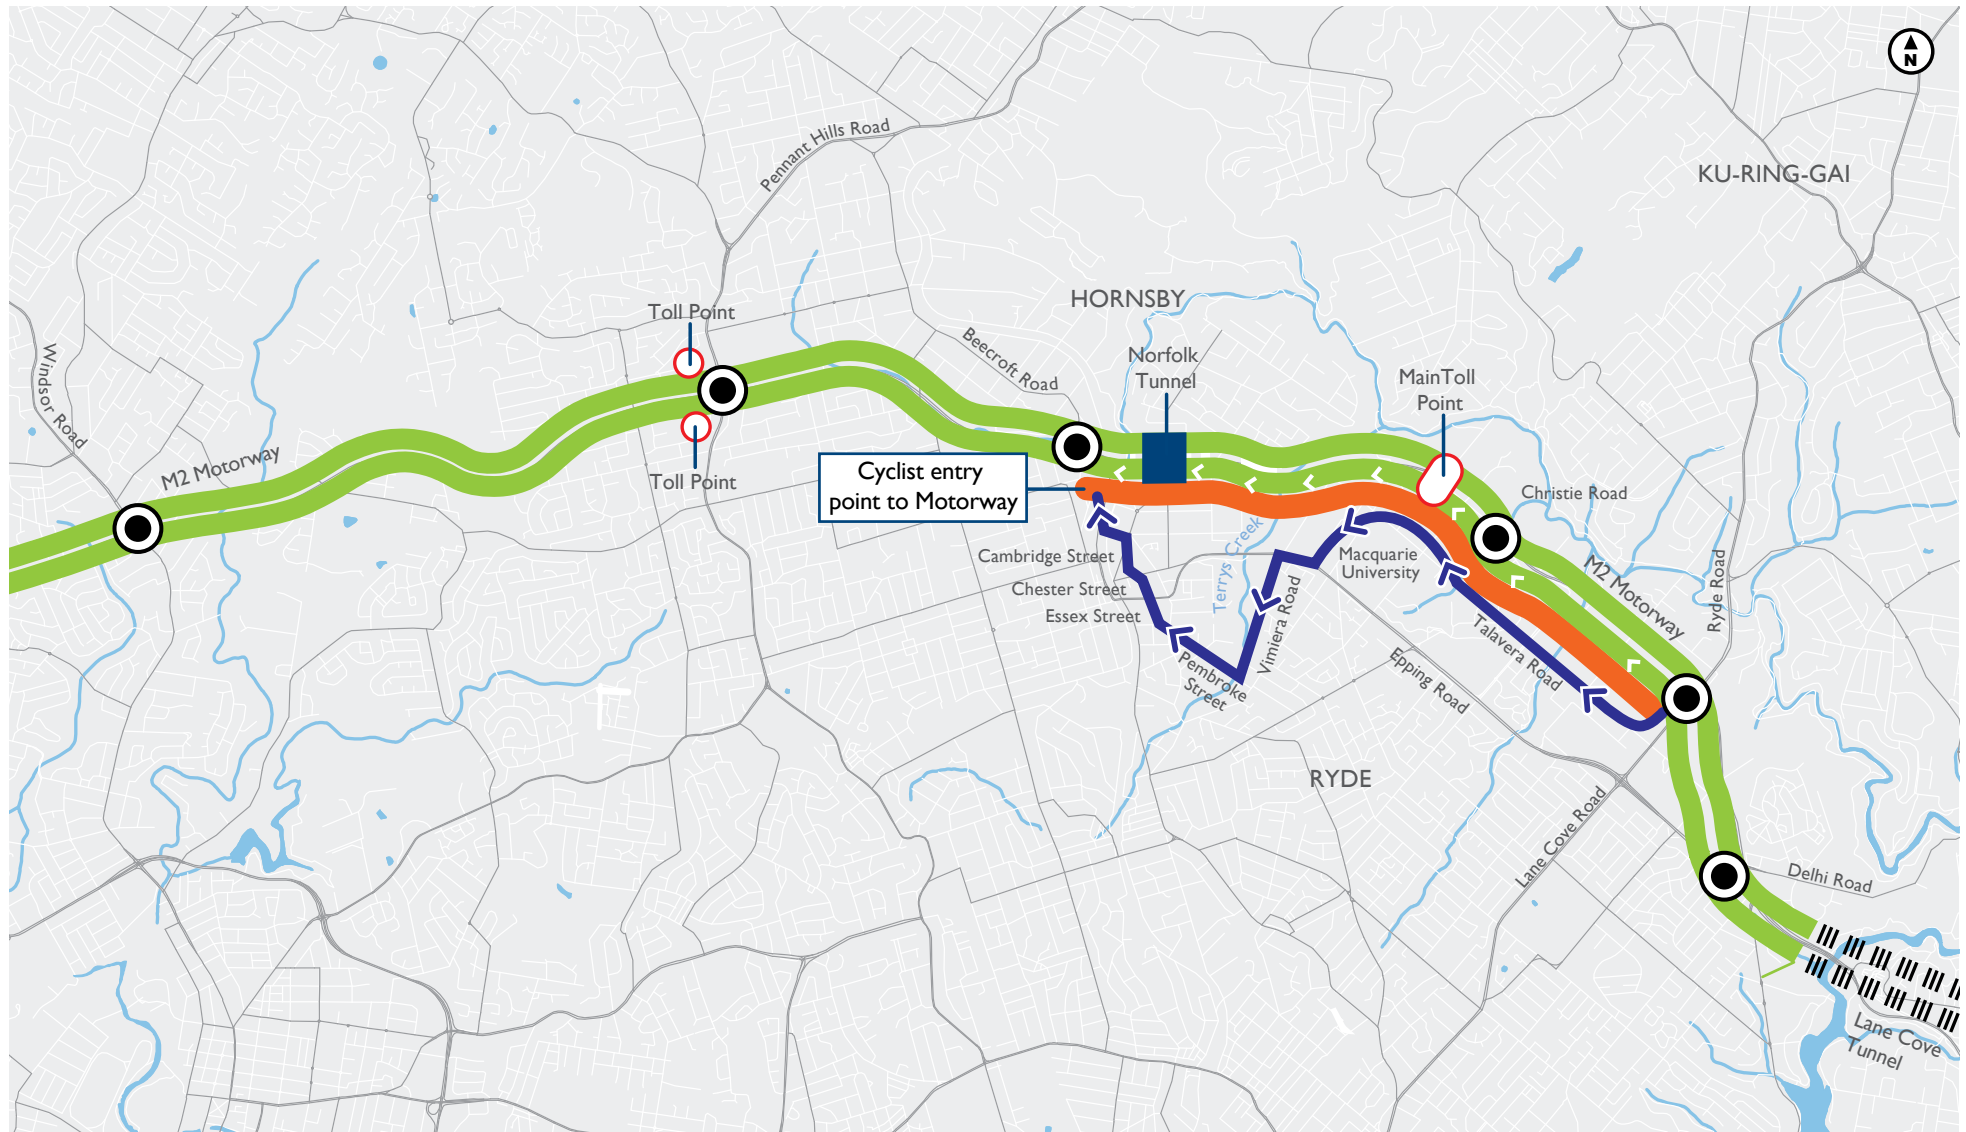 N
Pennant Hills Road
KU-RING-GAI
HORNSBY
Toll Point
Windsor Road
Beecroft Road
Norfolk
Tunnel
MainToll
Point
M2 Motorway
Toll Point
Cyclist entry
point to Motorway
Christie Road
Cambridge Street
Chester Street
Essex Street
Terrys Creek
Vimiera Road
Macquarie
University
M2 Motorway
Ryde Road
Talavera Road
Pembroke
Street
Epping Road
RYDE
Lane Cove Road
Delhi Road
Lane Cove
Tunnel